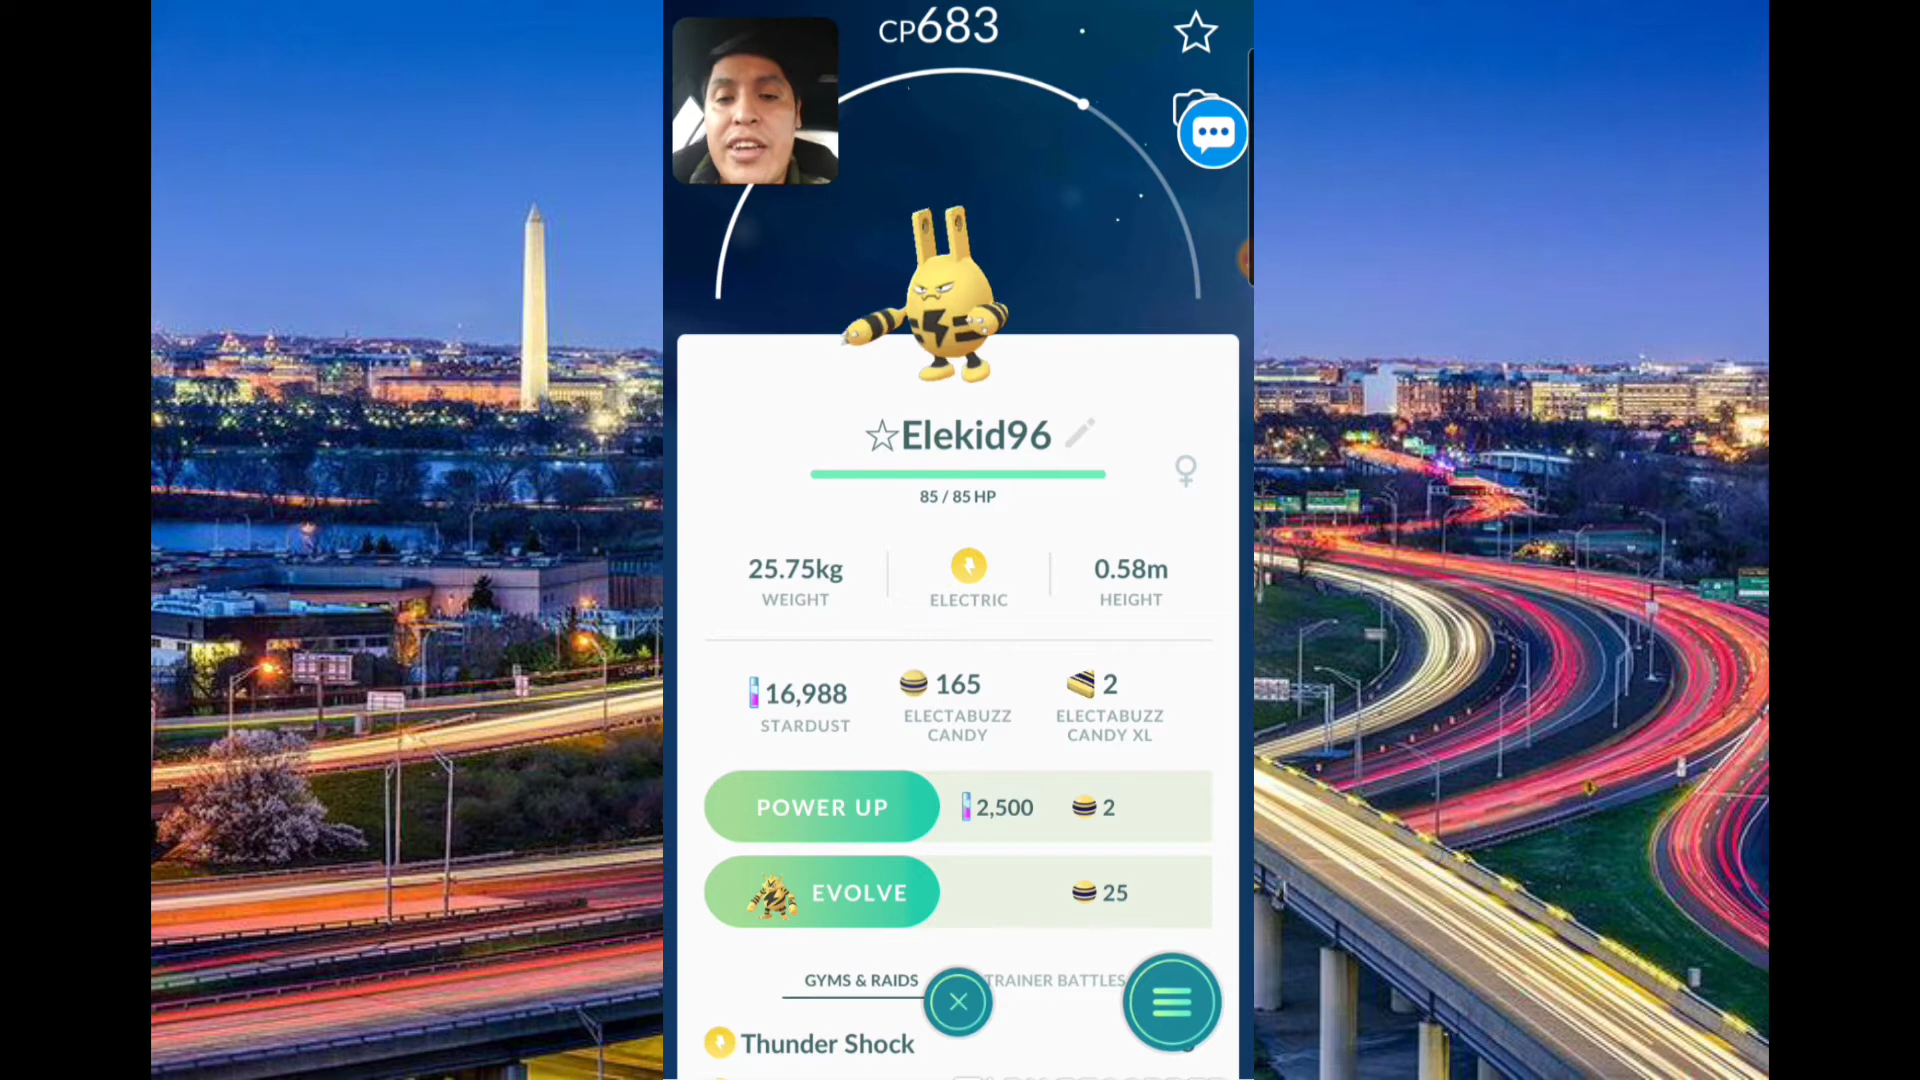 CP683
☆Elekid96
85 / 85 HP
25.75kg
WEIGHT
ELECTRIC
0.58m
HEIGHT
16,988
STARDUST
165
ELECTABUZZ
CANDY
2
ELECTABUZZ
CANDY XL
POWER UP
2,500
2
EVOLVE
25
GYMS & RAIDS
TRAINER BATTLES
Thunder Shock